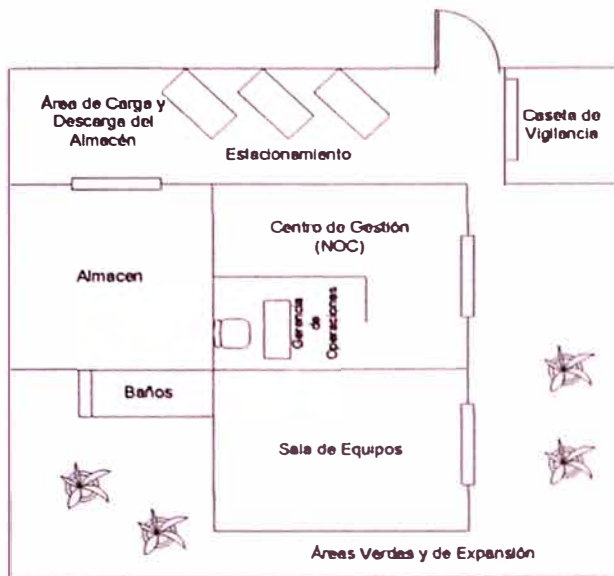 Área de Carga y
Descarga del
Almacén
Estacionamiento
Caseta de
Vigilancia
Centro de Gestión
(NOC)
Almacen
Gerencia
de
Operaciones
Baños
Sala de Equipos
Áreas Verdes y de Expansión